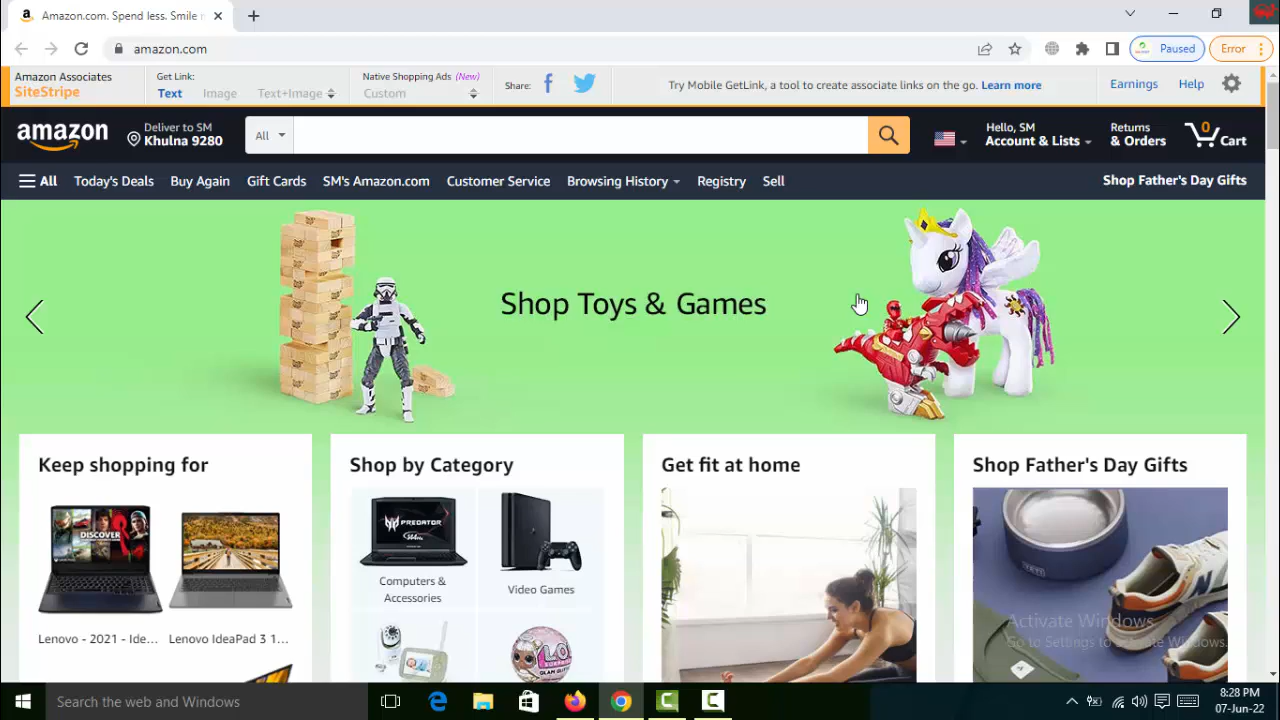 Amazon.com. Spend less. Smile
amazon.com
Paused
Error
Amazon Associates
SiteStripe
Get Link:
Text
Image
Text+Image
Native Shopping Ads (New)
Custom
Share:
Try Mobile GetLink, a tool to create associate links on the go. Learn more
Earnings
Help
amazon
Deliver to SM
Khulna 9280
All
Hello, SM
Account & Lists
Returns
& Orders
0
Cart
All
Today's Deals
Buy Again
Gift Cards
SM's Amazon.com
Customer Service
Browsing History
Registry
Sell
Shop Father's Day Gifts
Shop Toys & Games
Keep shopping for
Shop by Category
Get fit at home
Shop Father's Day Gifts
DISCOVER
PREDATOR
YETI
Computers &
Accessories
Video Games
Lenovo - 2021 - Ide...
Lenovo IdeaPad 3 1...
Activate Windows
Go to Settings to activate Windows.
Search the web and Windows
8:28 PM
07-Jun-22